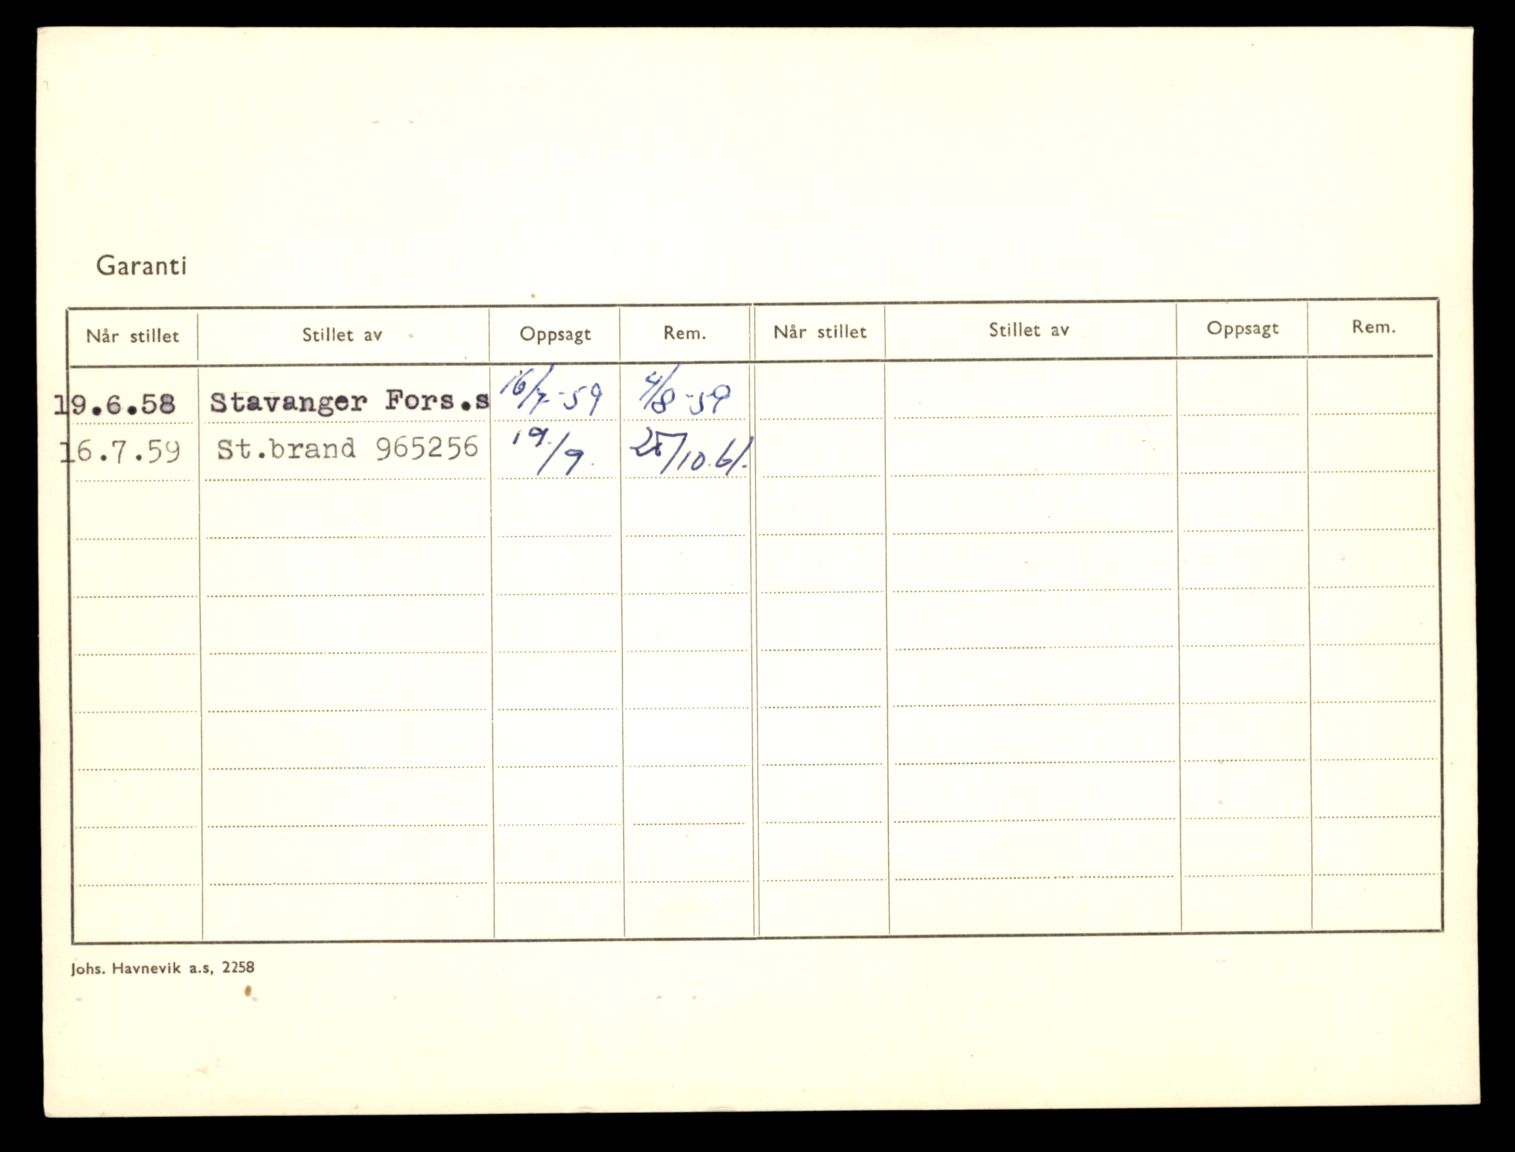 Garanti
Når stillet Stillet av Oppsagt Rem. Når stillet Stillet av Oppsagt Rem.
19.6.58 Stavanger Fors.s 16/7-59 4/8-59
16.7.59 St.brand 965256 19/9. /10.61.
Johs. Havnevik a.s, 2258